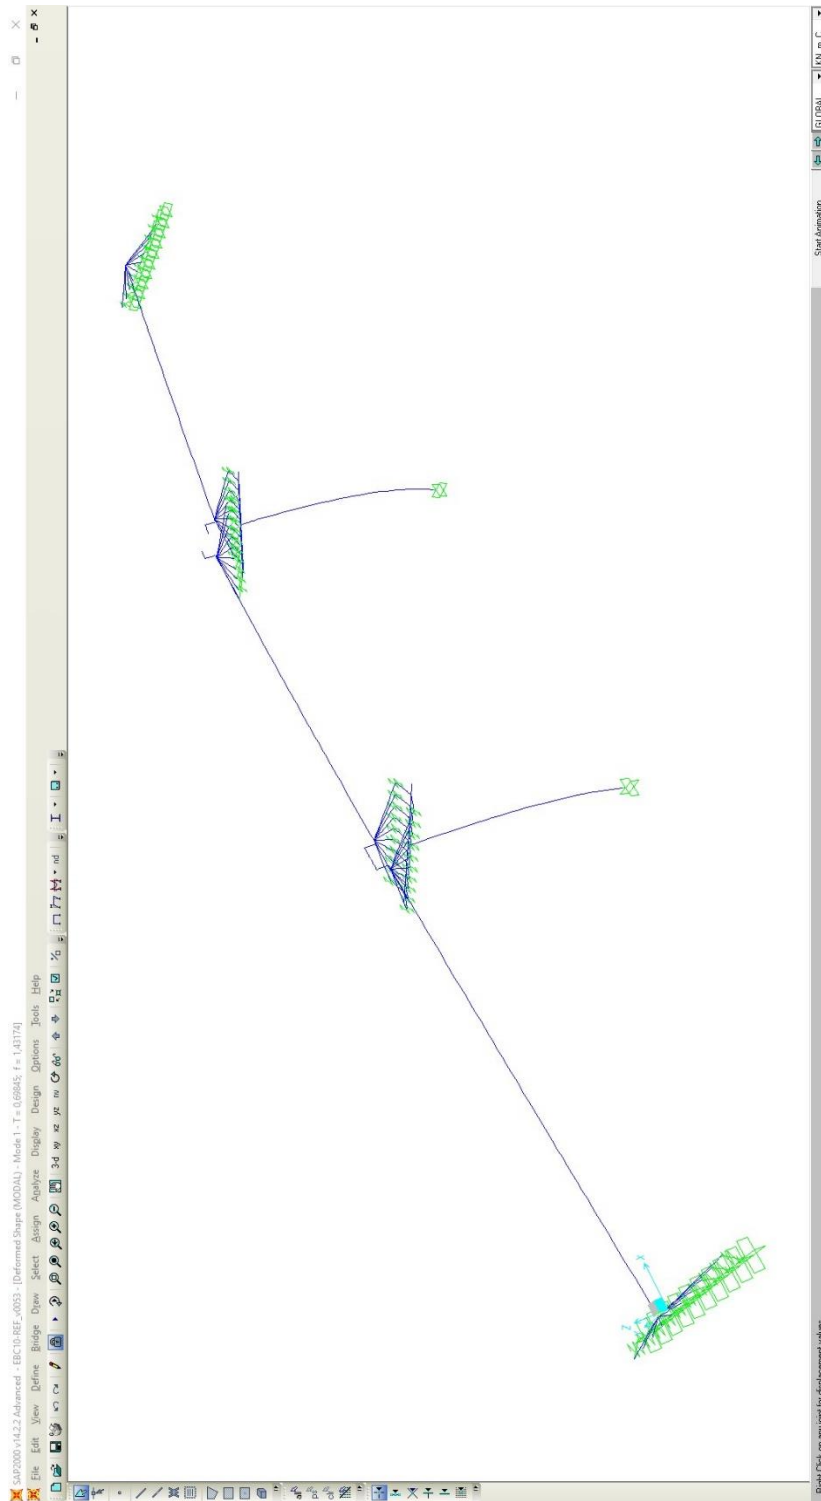 SAP2000 v14.2.2 Advanced - EBC10-REF_v0053 - [Deformed Shape (MODAL) - Mode 1 - T = 0,69845; f = 1,43174]
File Edit View Define Bridge Draw Select Assign Analyze Display Design Options Tools Help
3-d xy xz yz nv
nd
X
Z
Right Click on any joint for displacement values
Start Animation
GLOBAL
KN, m, C